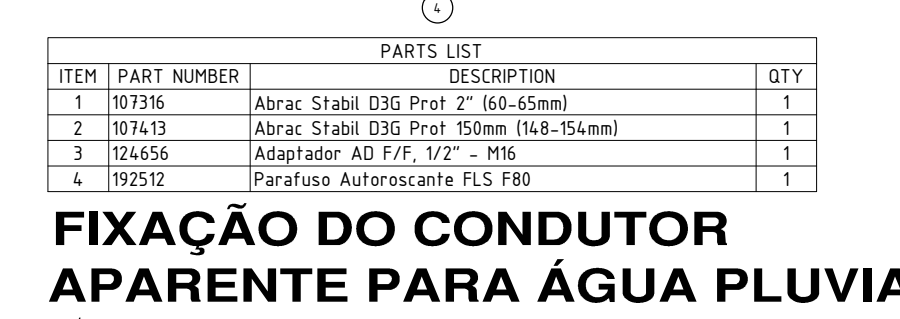 4
PARTS LIST
ITEM PART NUMBER DESCRIPTION QTY
1 107316 Abrac Stabil D3G Prot 2" (60-65mm) 1
2 107413 Abrac Stabil D3G Prot 150mm (148-154mm) 1
3 124656 Adaptador AD F/F, 1/2" - M16 1
4 192512 Parafuso Autoroscante FLS F80 1
FIXAÇÃO DO CONDUTOR
APARENTE PARA ÁGUA PLUVIA